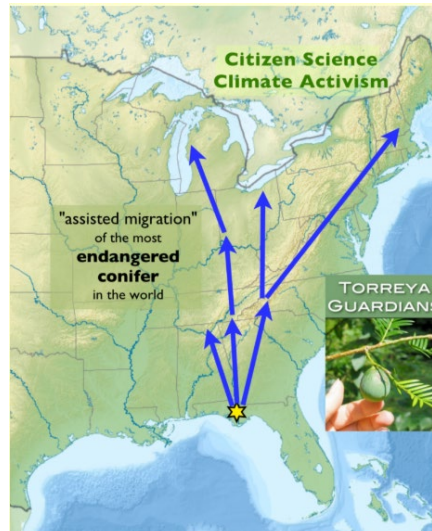 Citizen Science
Climate Activism
"assisted migration"
of the most
endangered
conifer
in the world
TORREYA
GUARDIANS